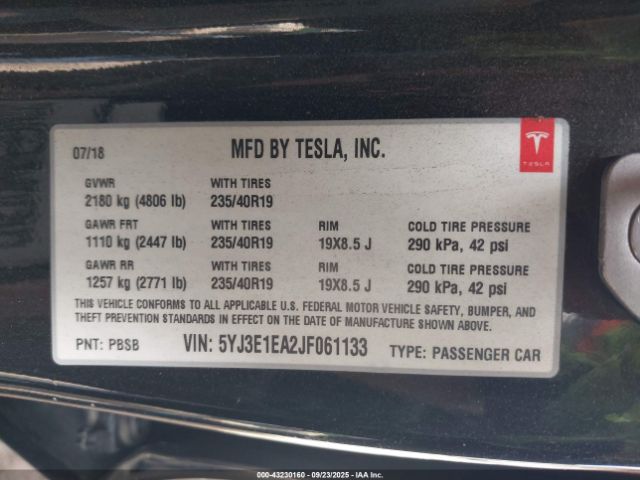 07/18 MFD BY TESLA, INC.
TESLA
GVWR WITH TIRES
2180 kg (4806 lb) 235/40R19
GAWR FRT WITH TIRES RIM COLD TIRE PRESSURE
1110 kg (2447 lb) 235/40R19 19X8.5 J 290 kPa, 42 psi
GAWR RR WITH TIRES RIM COLD TIRE PRESSURE
1257 kg (2771 lb) 235/40R19 19X8.5 J 290 kPa, 42 psi
THIS VEHICLE CONFORMS TO ALL APPLICABLE U.S. FEDERAL MOTOR VEHICLE SAFETY, BUMPER, AND
THEFT PREVENTION STANDARDS IN EFFECT ON THE DATE OF MANUFACTURE SHOWN ABOVE.
PNT: PBSB VIN: 5YJ3E1EA2JF061133 TYPE: PASSENGER CAR
000-43230160 - 09/23/2025 - IAA Inc.